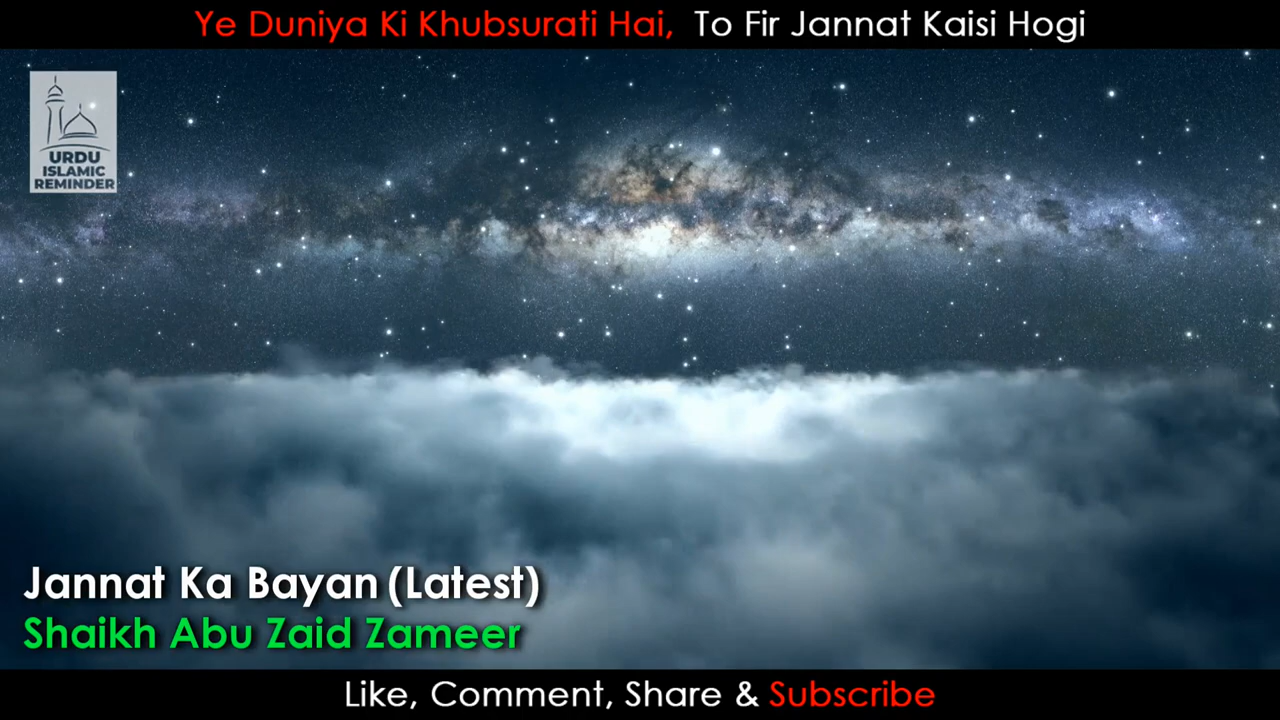 Ye Duniya Ki Khubsurati Hai, To Fir Jannat Kaisi Hogi
URDU
ISLAMIC
REMINDER
Jannat Ka Bayan (Latest)
Shaikh Abu Zaid Zameer
Like, Comment, Share & Subscribe